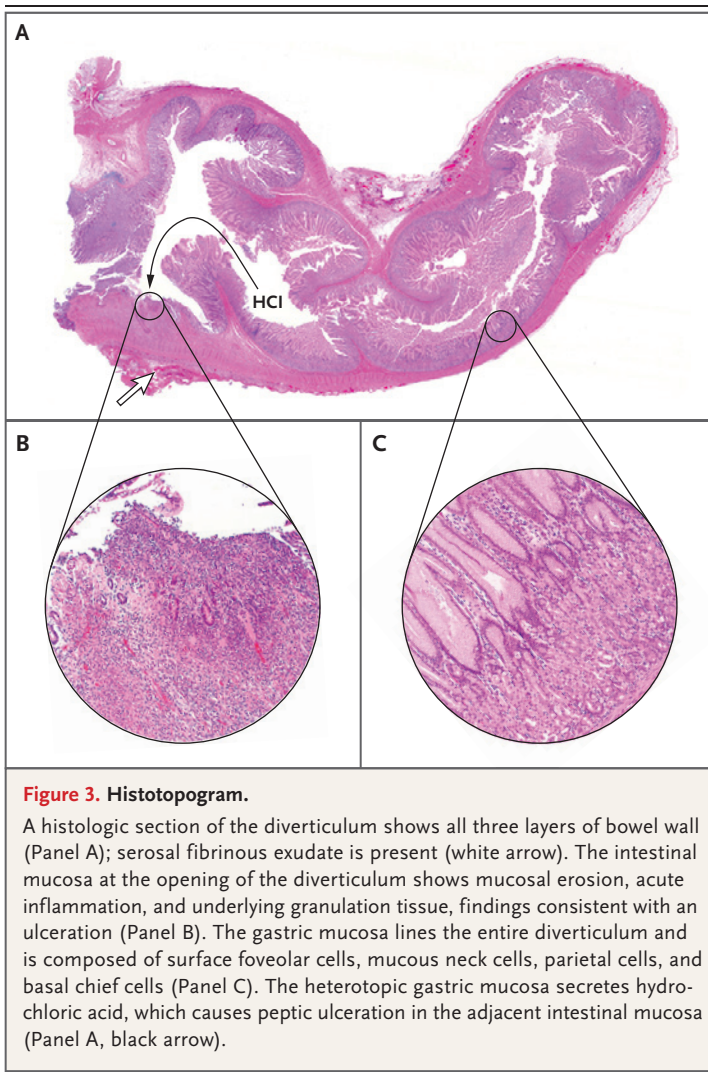 A
HCl
B
C
Figure 3. Histotopogram.
A histologic section of the diverticulum shows all three layers of bowel wall
(Panel A); serosal fibrinous exudate is present (white arrow). The intestinal
mucosa at the opening of the diverticulum shows mucosal erosion, acute
inflammation, and underlying granulation tissue, findings consistent with an
ulceration (Panel B). The gastric mucosa lines the entire diverticulum and
is composed of surface foveolar cells, mucous neck cells, parietal cells, and
basal chief cells (Panel C). The heterotopic gastric mucosa secretes hydro-
chloric acid, which causes peptic ulceration in the adjacent intestinal mucosa
(Panel A, black arrow).